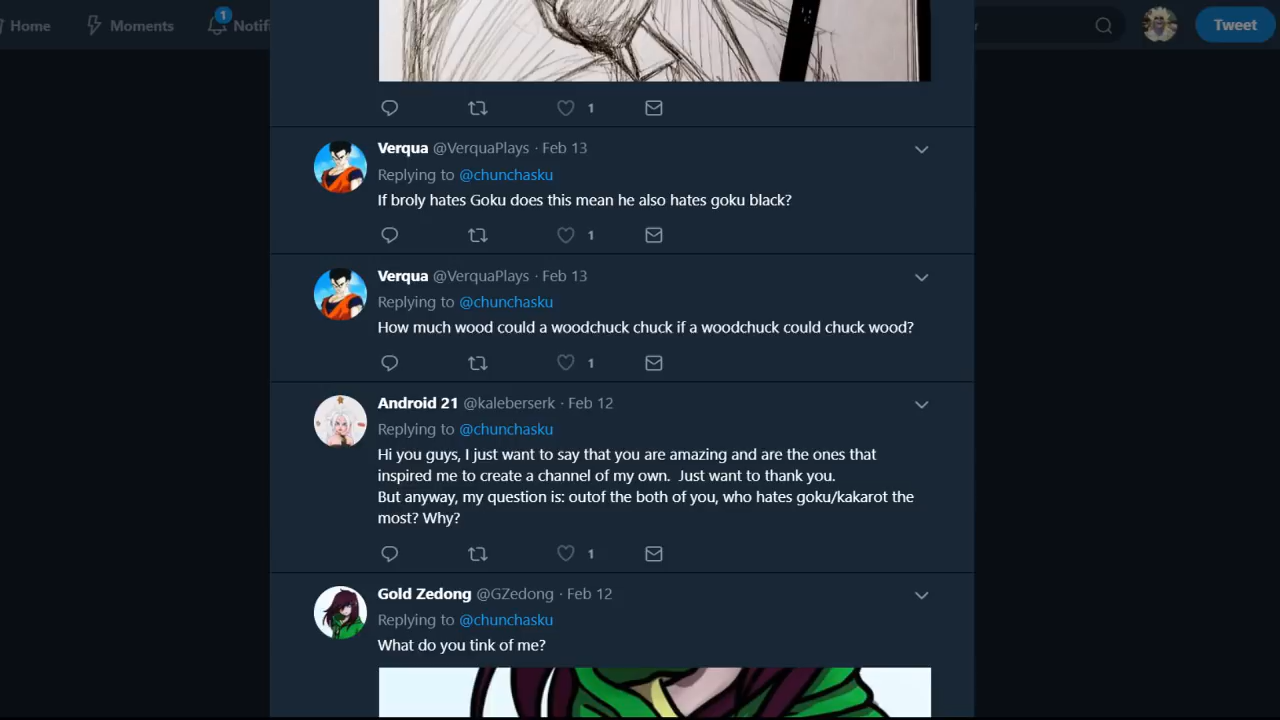 Home Moments 1 Notif Tweet
1
Verqua @VerquaPlays · Feb 13
Replying to @chunchasku
If broly hates Goku does this mean he also hates goku black?
1
Verqua @VerquaPlays · Feb 13
Replying to @chunchasku
How much wood could a woodchuck chuck if a woodchuck could chuck wood?
1
Android 21 @kaleberserk · Feb 12
Replying to @chunchasku
Hi you guys, I just want to say that you are amazing and are the ones that
inspired me to create a channel of my own. Just want to thank you.
But anyway, my question is: outof the both of you, who hates goku/kakarot the
most? Why?
1
Gold Zedong @GZedong · Feb 12
Replying to @chunchasku
What do you tink of me?